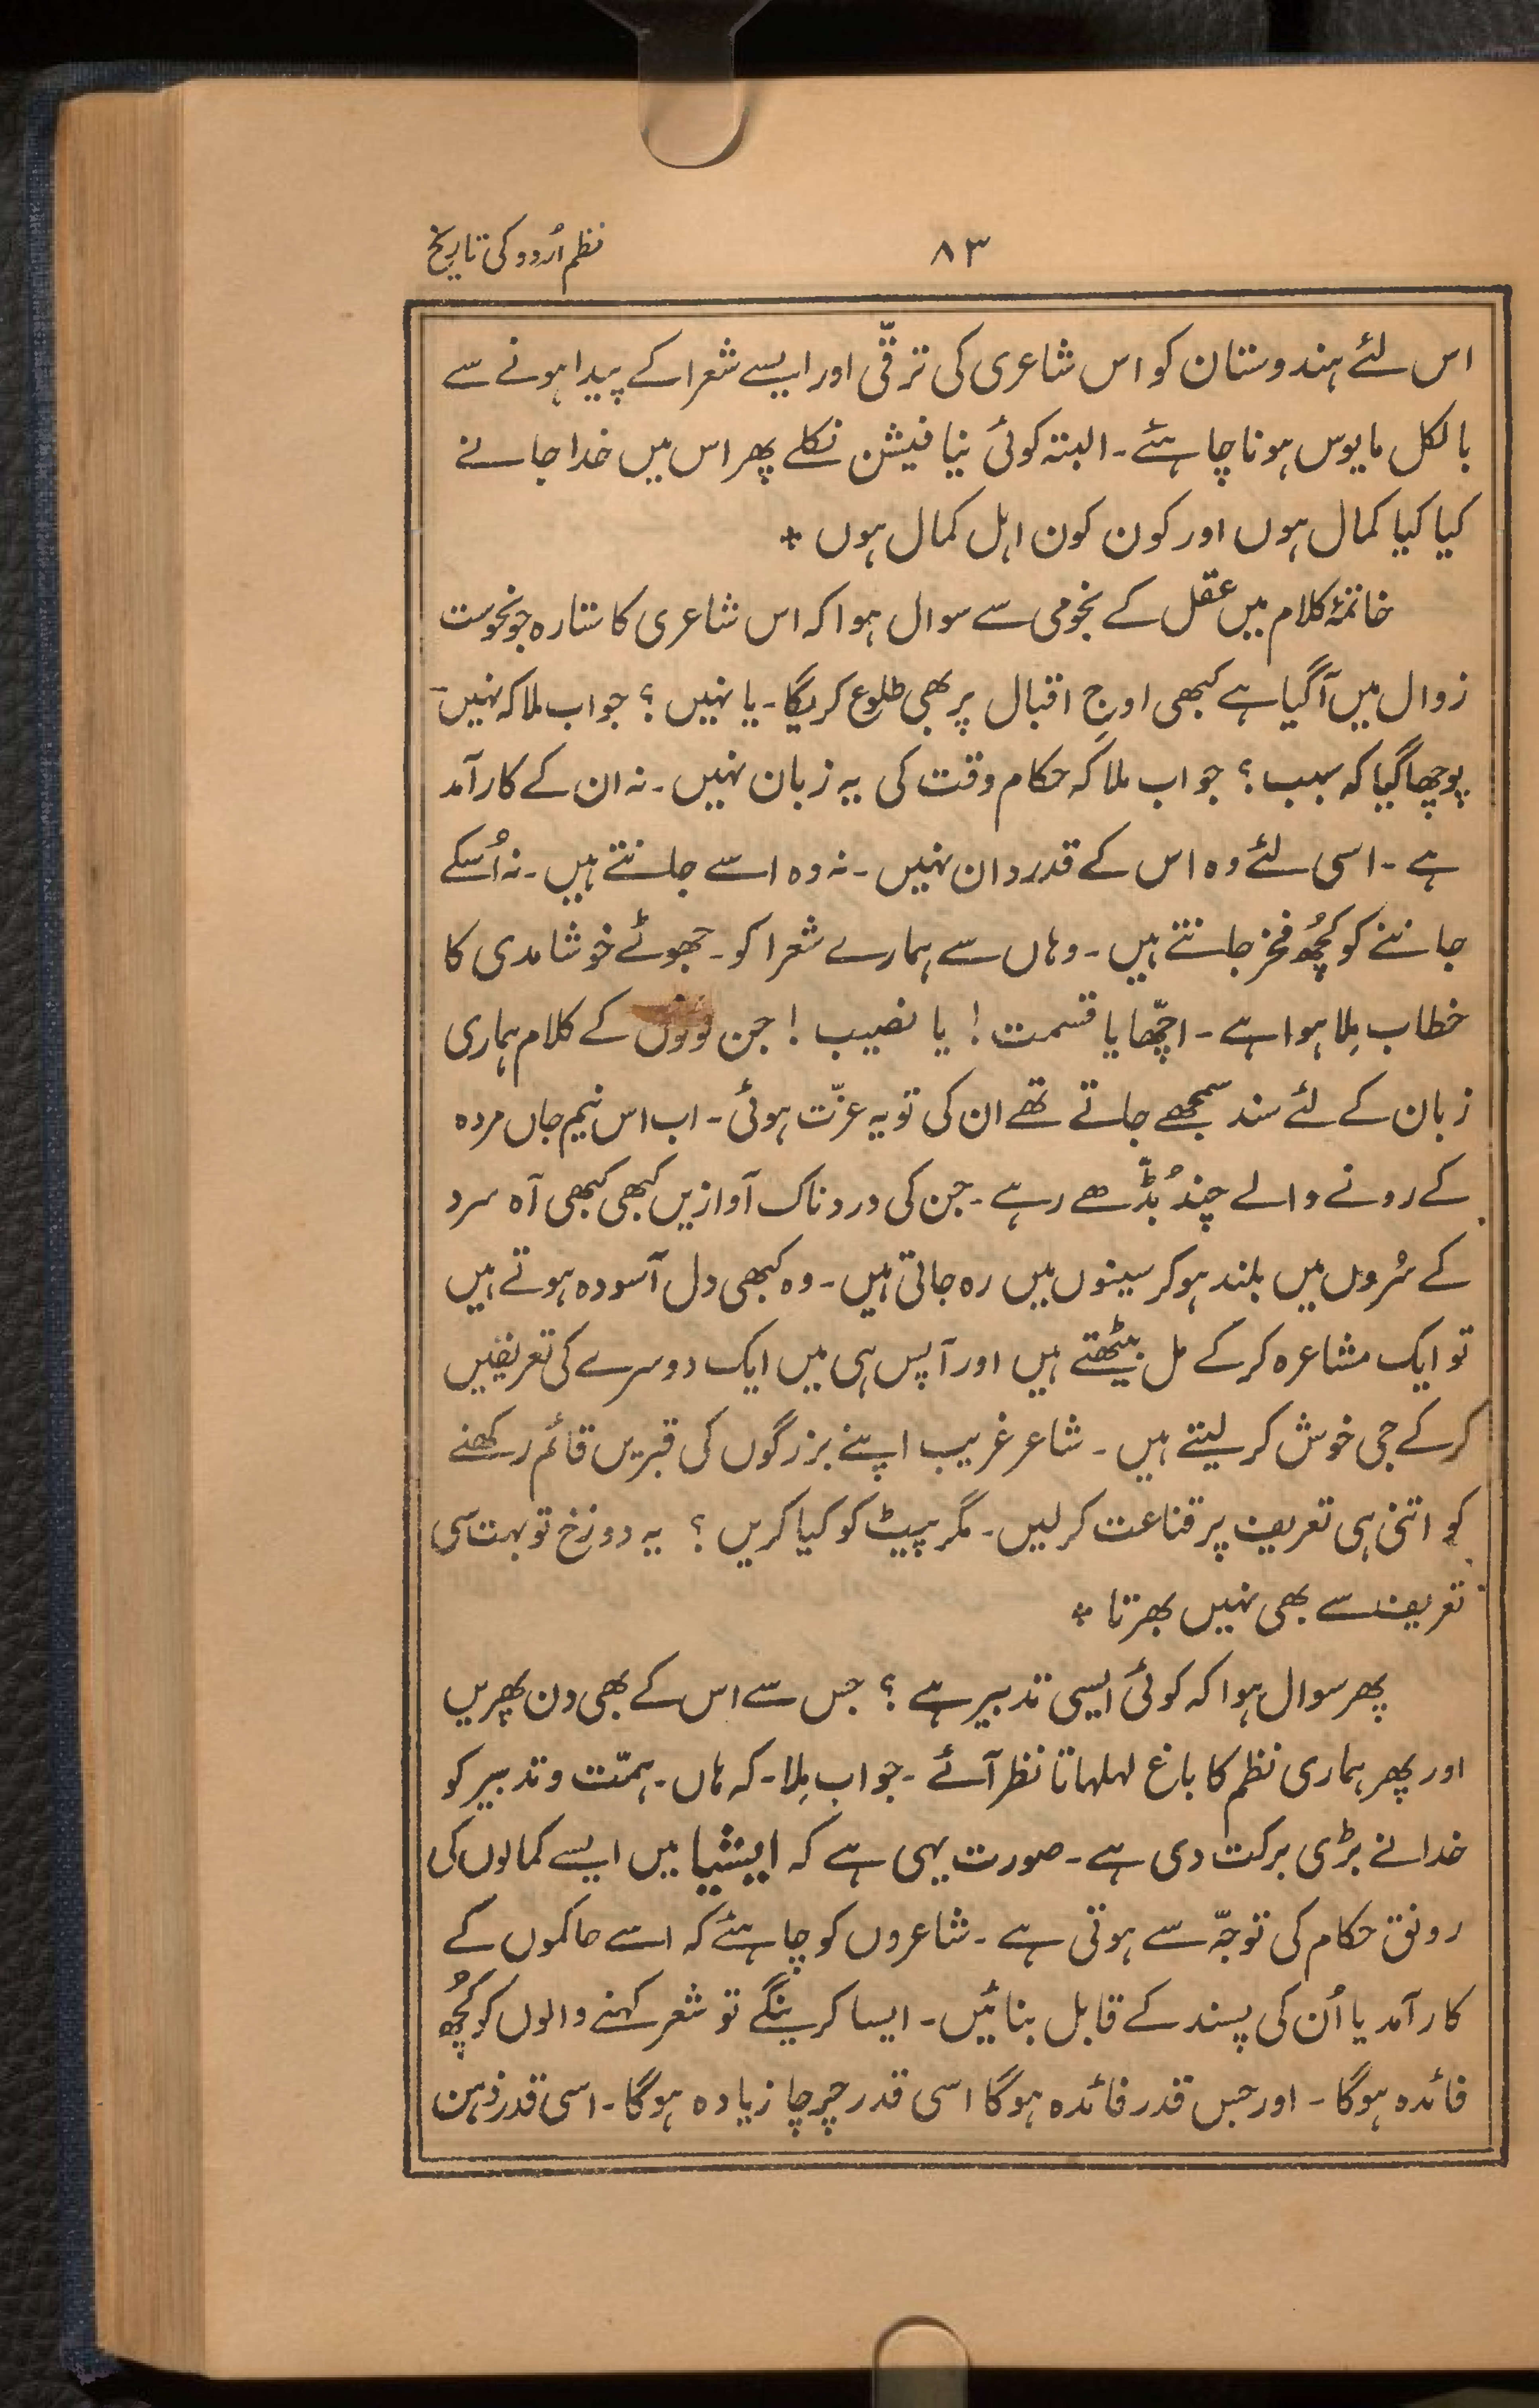 ۸۳
نظم اُردو کی تاریخ
اس لئے ہندوستان کو اس شاعری کی ترقّی اور ایسے شعرا کے پیدا ہونے سے
بالکل مایوس ہونا چاہئے۔ البتہ کوئی نیا فیشن نکلے پھر اس میں خدا جانے
کیا کیا کمال ہوں اور کون کون اہل کمال ہوں *
خاتمۂ کلام میں عقل کے نجومی سے سوال ہوا کہ اس شاعری کا ستارہ جو نحوست
زوال میں آگیا ہے کبھی اوجِ اقبال پر بھی طلوع کریگا۔ یا نہیں؟ جواب ملا کہ نہیں۔
پوچھا گیا کہ سبب؟ جواب ملا کہ حکام وقت کی یہ زبان نہیں۔ نہ ان کے کارآمد
ہے۔ اسی لئے وہ اس کے قدردان نہیں۔ نہ وہ اسے جانتے ہیں۔ نہ اُسکے
جاننے کو کچُھ فخر جانتے ہیں۔ وہاں سے ہمارے شعرا کو۔ جھوٹے خوشامدی کا
خطاب مِلا ہوا ہے۔ اچّھا یا قسمت! یا نصیب! جن لوگوں کے کلام ہماری
زبان کے لئے سند سمجھے جاتے تھے ان کی تو یہ عزّت ہوئی۔ اب اس نیم جاں مردہ
کے رونے والے چند بُڈّھے رہے۔ جن کی دردناک آوازیں کبھی کبھی آہ سرد
کے سُروں میں بلند ہو کر سینوں میں رہ جاتی ہیں۔ وہ کبھی دل آسودہ ہوتے ہیں
تو ایک مشاعرہ کر کے مل بیٹھتے ہیں اور آپس ہی میں ایک دوسرے کی تعریفیں
کر کے جی خوش کر لیتے ہیں۔ شاعر غریب اپنے بزرگوں کی قبریں قائم رکھنے
کو اتنی ہی تعریف پر قناعت کر لیں۔ مگر پیٹ کو کیا کریں؟ یہ دوزخ تو بہت سی
تعریف سے بھی نہیں بھرتا *
پھر سوال ہوا کہ کوئی ایسی تدبیر ہے؟ جس سے اس کے بھی دن پھریں
اور پھر ہماری نظم کا باغ لہلہاتا نظر آئے۔ جواب مِلا۔ کہ ہاں۔ ہمّت و تدبیر کو
خدا نے بڑی برکت دی ہے۔ صورت یہی ہے کہ ایشیا میں ایسے کمالوں کی
رونق حکام کی توجّہ سے ہوتی ہے۔ شاعروں کو چاہئے کہ اسے حاکموں کے
کارآمد یا اُن کی پسند کے قابل بنائیں۔ ایسا کرینگے تو شعر کہنے والوں کو کچُھ
فائدہ ہوگا۔ اور جس قدر فائدہ ہوگا اسی قدر چرچا زیادہ ہوگا۔ اسی قدر ذہن